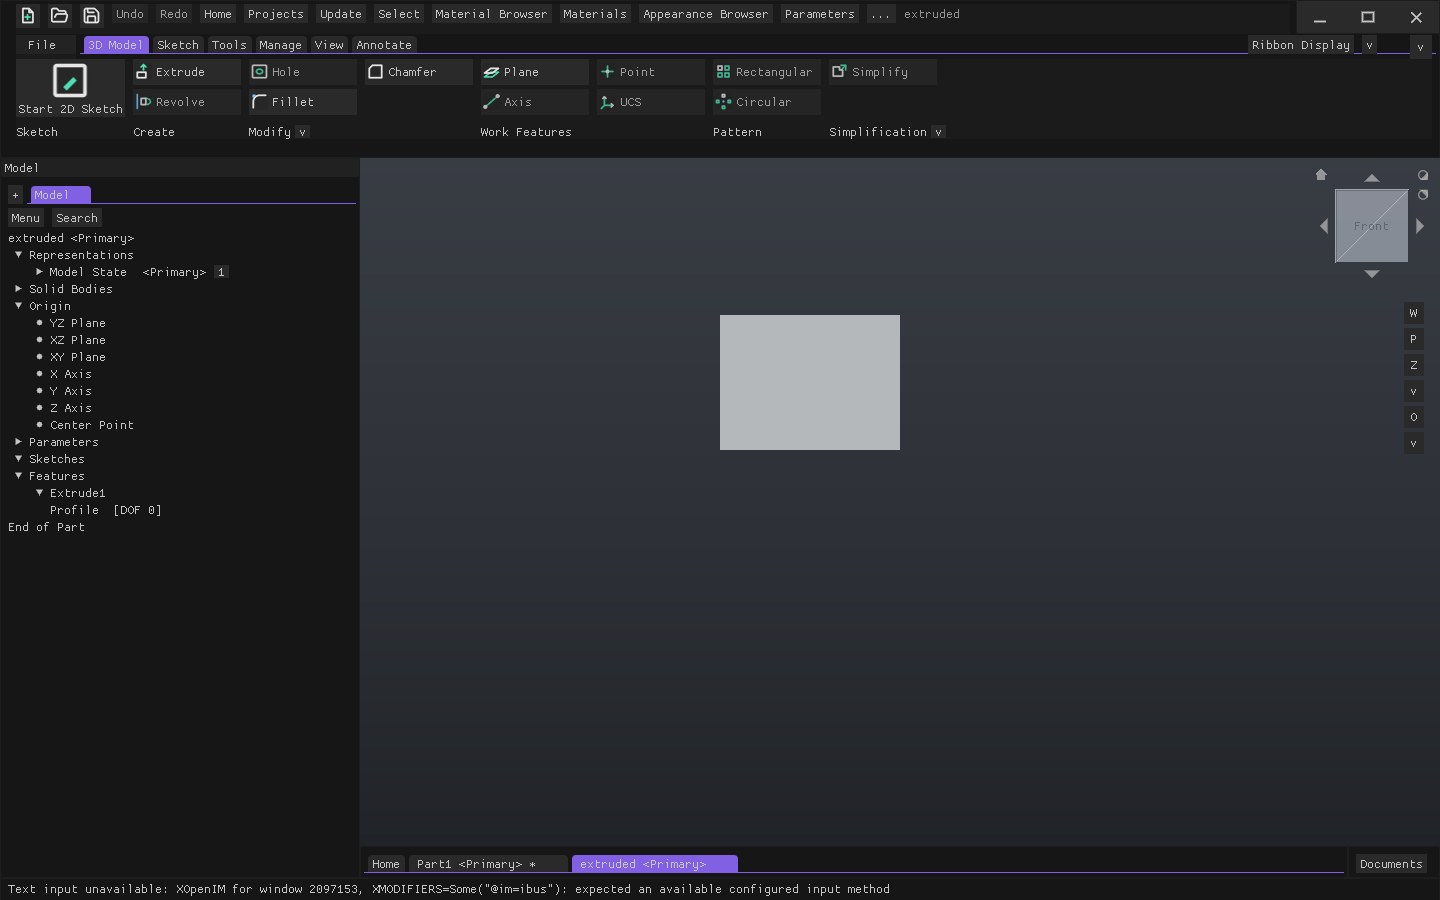 Undo Redo Home Projects Update Select Material Browser Materials Appearance Browser Parameters ... extruded
File 3D Model Sketch Tools Manage View Annotate Ribbon Display v v
Start 2D Sketch
Extrude Hole Chamfer Plane Point Rectangular Simplify
Revolve Fillet Axis UCS Circular
Sketch Create Modify v Work Features Pattern Simplification v
Model
+ Model
Menu Search
extruded <Primary>
Representations
Model State <Primary> 1
Solid Bodies
Origin
YZ Plane
XZ Plane
XY Plane
X Axis
Y Axis
Z Axis
Center Point
Parameters
Sketches
Features
Extrude1
Profile [DOF 0]
End of Part
Front
W
P
Z
v
O
v
Home Part1 <Primary> * extruded <Primary> Documents
Text input unavailable: XOpenIM for window 2097153, XMODIFIERS=Some("@im=ibus"): expected an available configured input method